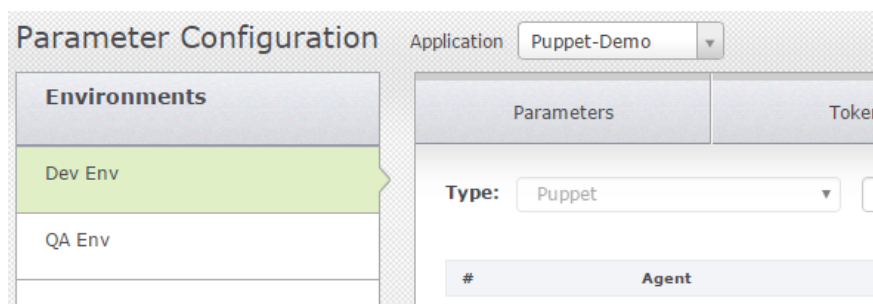 Parameter Configuration Application Puppet-Demo
Environments
Parameters
Dev Env
Type: Puppet
QA Env
# Agent